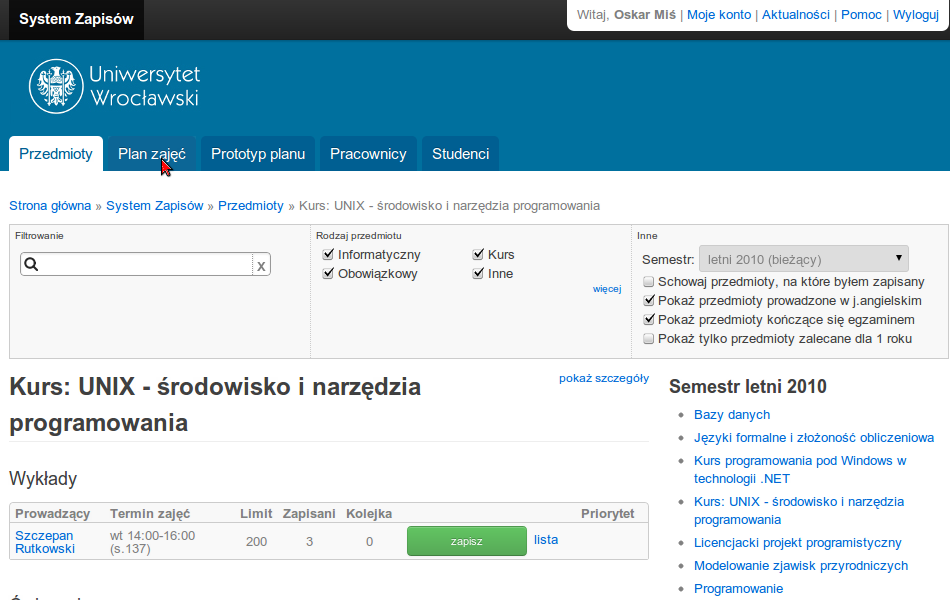 System Zapisów
Witaj, Oskar Miś | Moje konto | Aktualności | Pomoc | Wyloguj
Uniwersytet
Wrocławski
Przedmioty
Plan zajęć
Prototyp planu
Pracownicy
Studenci
Strona główna » System Zapisów » Przedmioty » Kurs: UNIX - środowisko i narzędzia programowania
Filtrowanie
x
Rodzaj przedmiotu
Informatyczny
Kurs
Obowiązkowy
Inne
więcej
Inne
Semestr: letni 2010 (bieżący)
Schowaj przedmioty, na które byłem zapisany
Pokaż przedmioty prowadzone w j.angielskim
Pokaż przedmioty kończące się egzaminem
Pokaż tylko przedmioty zalecane dla 1 roku
Kurs: UNIX - środowisko i narzędzia
programowania
pokaż szczegóły
Wykłady
Prowadzący Termin zajęć Limit Zapisani Kolejka Priorytet
Szczepan
Rutkowski
wt 14:00-16:00
(s.137)
200 3 0 zapisz lista
Semestr letni 2010
Bazy danych
Języki formalne i złożoność obliczeniowa
Kurs programowania pod Windows w
technologii .NET
Kurs: UNIX - środowisko i narzędzia
programowania
Licencjacki projekt programistyczny
Modelowanie zjawisk przyrodniczych
Programowanie